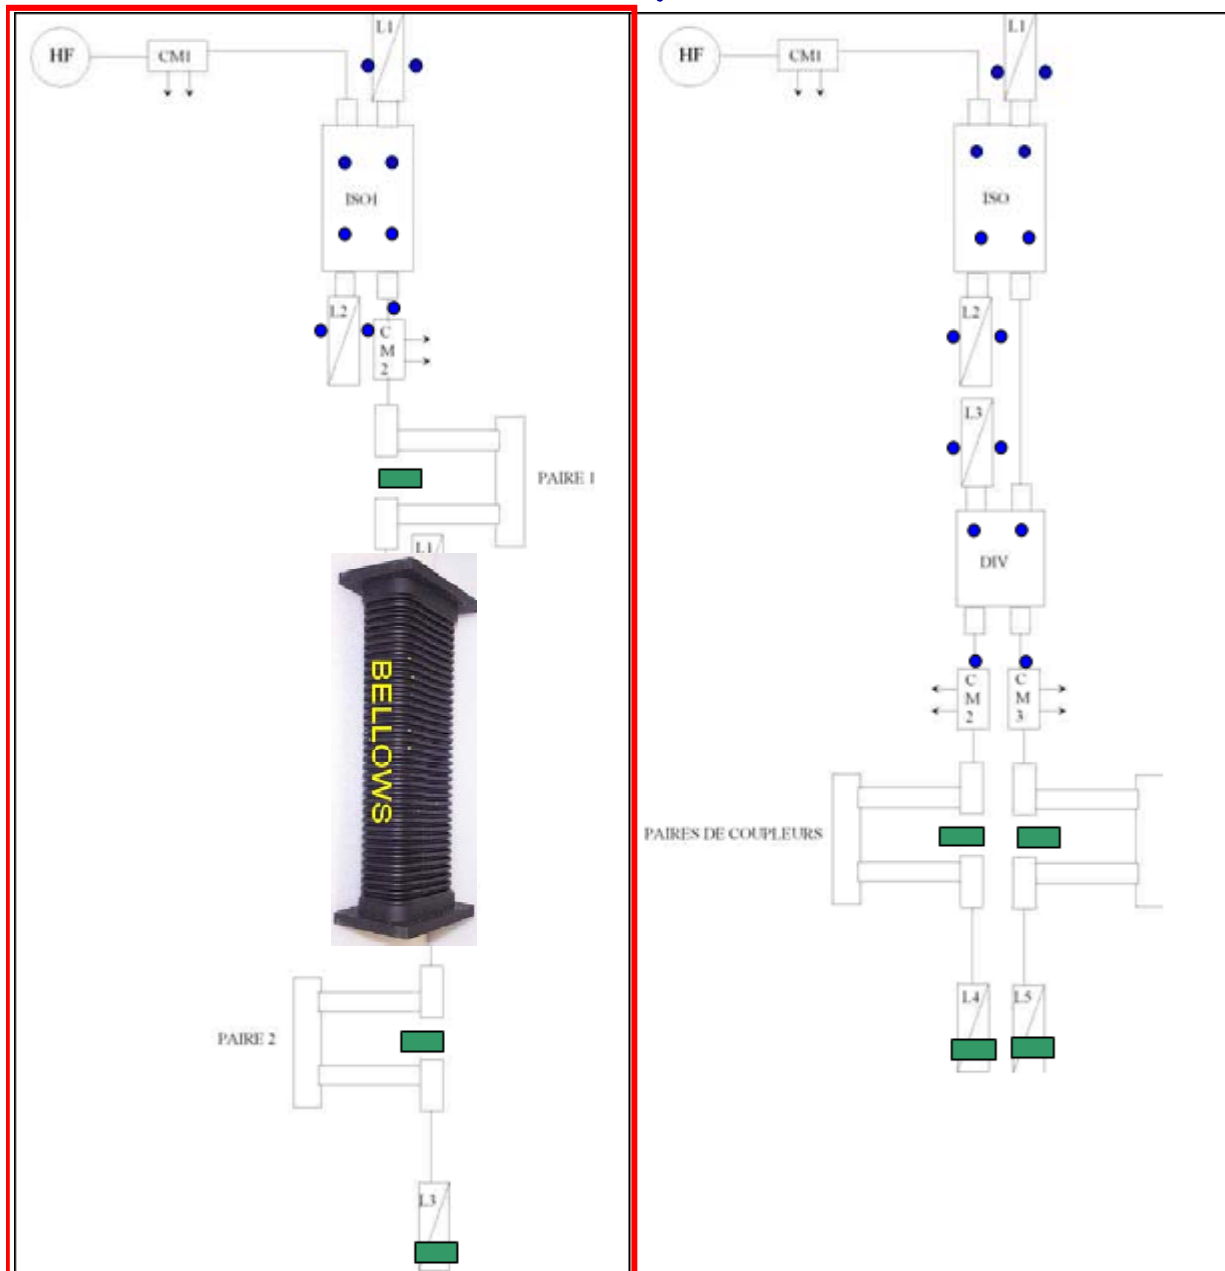 L1
HF
CM1
ISO1
L2
C
M
2
PAIRE 1
L1
BELLOWS
PAIRE 2
L3
L1
HF
CM1
ISO
L2
L3
DIV
C
M
2
C
M
3
PAIRES DE COUPLEURS
L4
L5